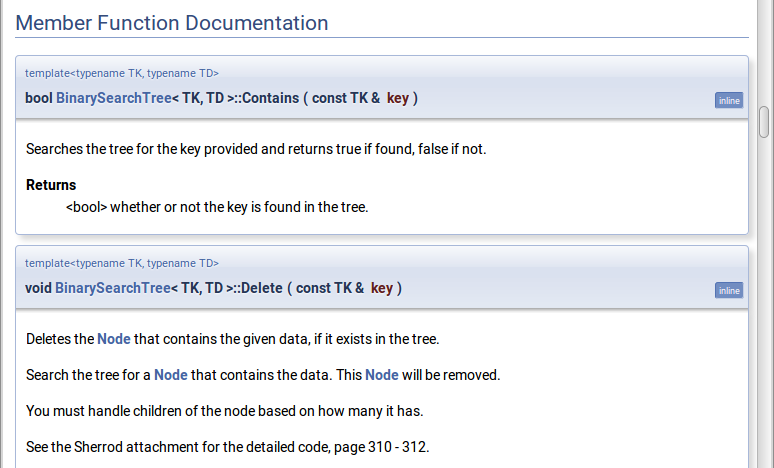 Member Function Documentation
template<typename TK, typename TD>
bool BinarySearchTree< TK, TD >::Contains ( const TK & key )
inline
Searches the tree for the key provided and returns true if found, false if not.
Returns
<bool> whether or not the key is found in the tree.
template<typename TK, typename TD>
void BinarySearchTree< TK, TD >::Delete ( const TK & key )
inline
Deletes the Node that contains the given data, if it exists in the tree.
Search the tree for a Node that contains the data. This Node will be removed.
You must handle children of the node based on how many it has.
See the Sherrod attachment for the detailed code, page 310 - 312.